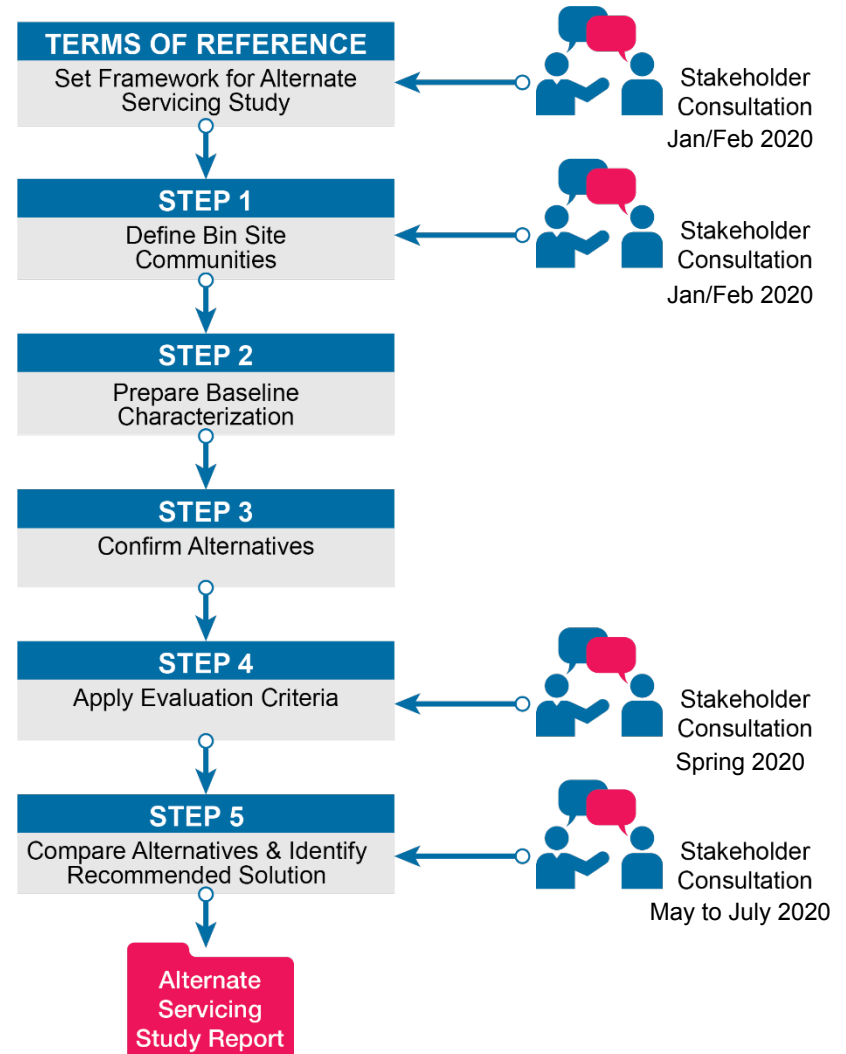 TERMS OF REFERENCE
Set Framework for Alternate
Servicing Study
Stakeholder
Consultation
Jan/Feb 2020
STEP 1
Define Bin Site
Communities
Stakeholder
Consultation
Jan/Feb 2020
STEP 2
Prepare Baseline
Characterization
STEP 3
Confirm Alternatives
STEP 4
Apply Evaluation Criteria
Stakeholder
Consultation
Spring 2020
STEP 5
Compare Alternatives & Identify
Recommended Solution
Stakeholder
Consultation
May to July 2020
Alternate
Servicing
Study Report